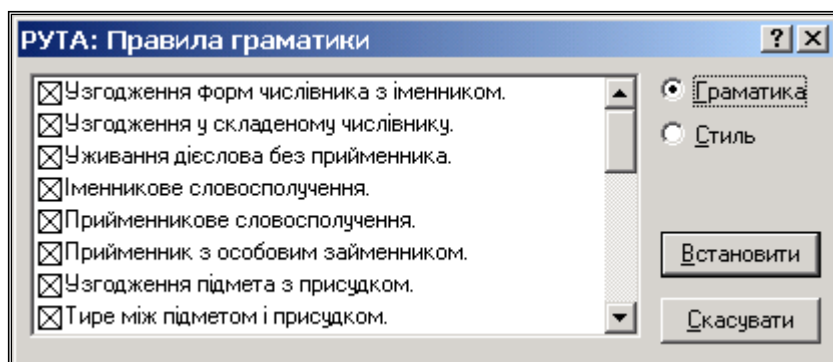 РУТА: Правила граматики
Узгодження форм числівника з іменником.
Узгодження у складеному числівнику.
Уживання дієслова без прийменника.
Іменникове словосполучення.
Прийменникове словосполучення.
Прийменник з особовим займенником.
Узгодження підмета з присудком.
Тире між підметом і присудком.
Граматика
Стиль
Встановити
Скасувати